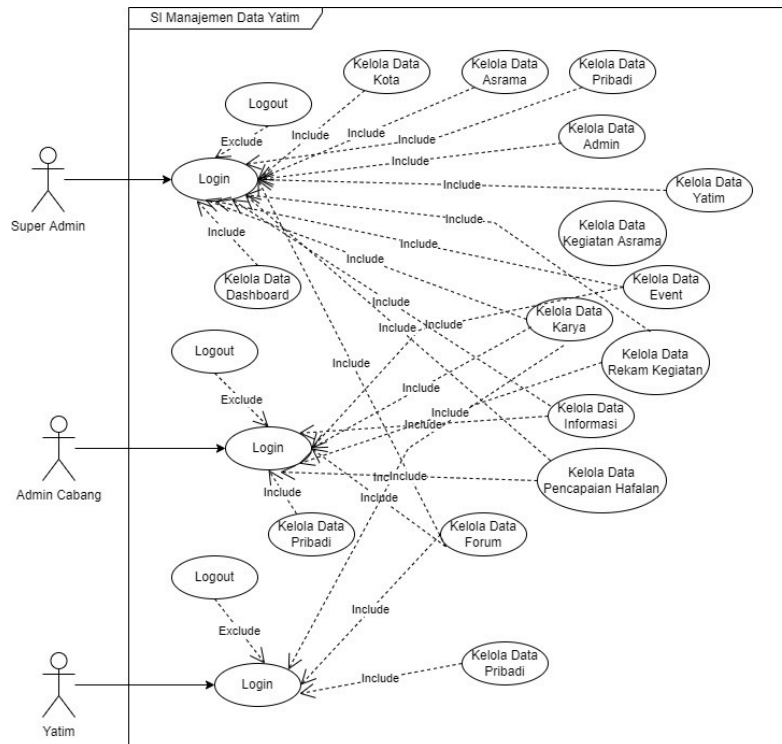 SI Manajemen Data Yatim
Kelola Data
Kota
Kelola Data
Asrama
Kelola Data
Pribadi
Logout
Kelola Data
Admin
Exclude
Include
Include
Include
Include
Login
Include
Kelola Data
Yatim
Super Admin
Kelola Data
Kegiatan Asrama
Include
Include
Include
Include
Kelola Data
Dashboard
Kelola Data
Event
Include
Kelola Data
Karya
Include
Include
Logout
Kelola Data
Rekam Kegiatan
Include
Exclude
Include
Kelola Data
Informasi
Include
Include
Login
Admin Cabang
Kelola Data
Pencapaian Hafalan
Include
Include
Include
Kelola Data
Pribadi
Kelola Data
Forum
Logout
Include
Exclude
Kelola Data
Pribadi
Include
Login
Yatim